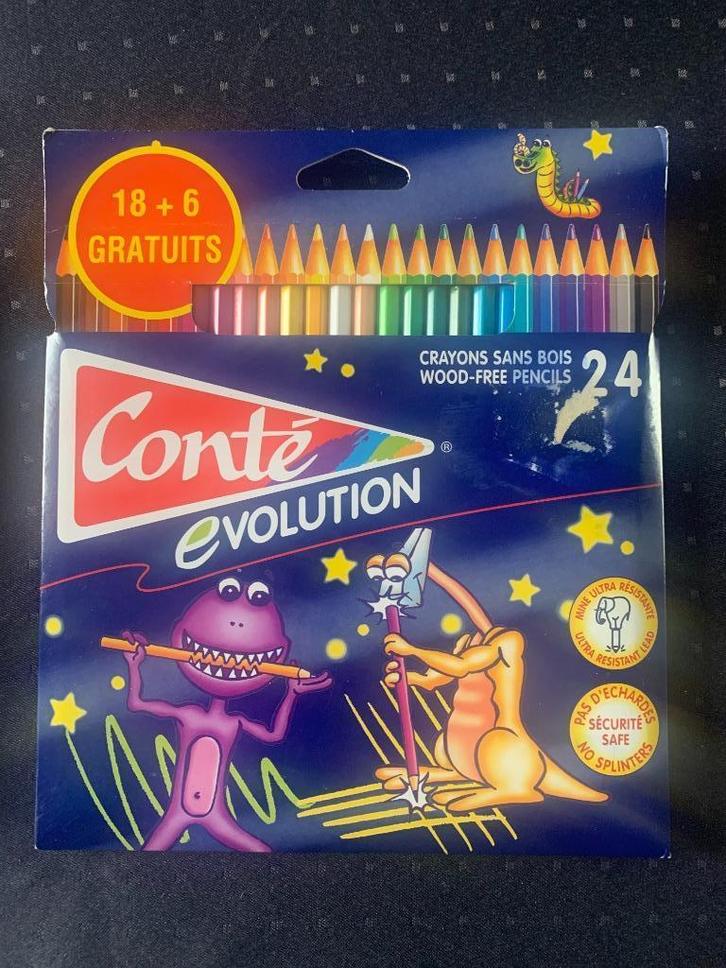 18 + 6
GRATUITS
CRAYONS SANS BOIS
WOOD-FREE PENCILS
24
Conté
®
evolution
MINE ULTRA RÉSISTANTE
ULTRA RESISTANT LEAD
PAS D'ECHARDES
SÉCURITÉ
SAFE
NO SPLINTERS